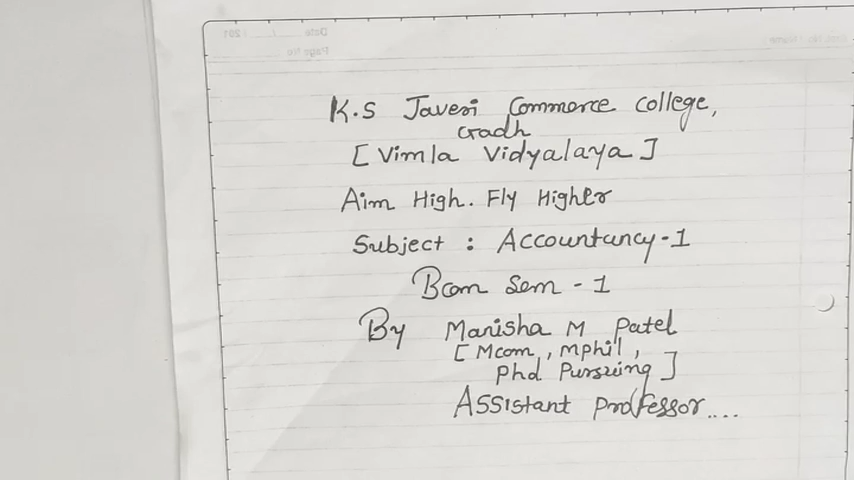 K.S Javeri Commerce college,
Gadh
[ Vimla Vidyalaya ]
Aim High. Fly Higher
Subject : Accountancy-1
Bcom Sem - 1
By Manisha M Patel
[ Mcom, Mphil,
Phd Pursuing ]
Assistant Professor....